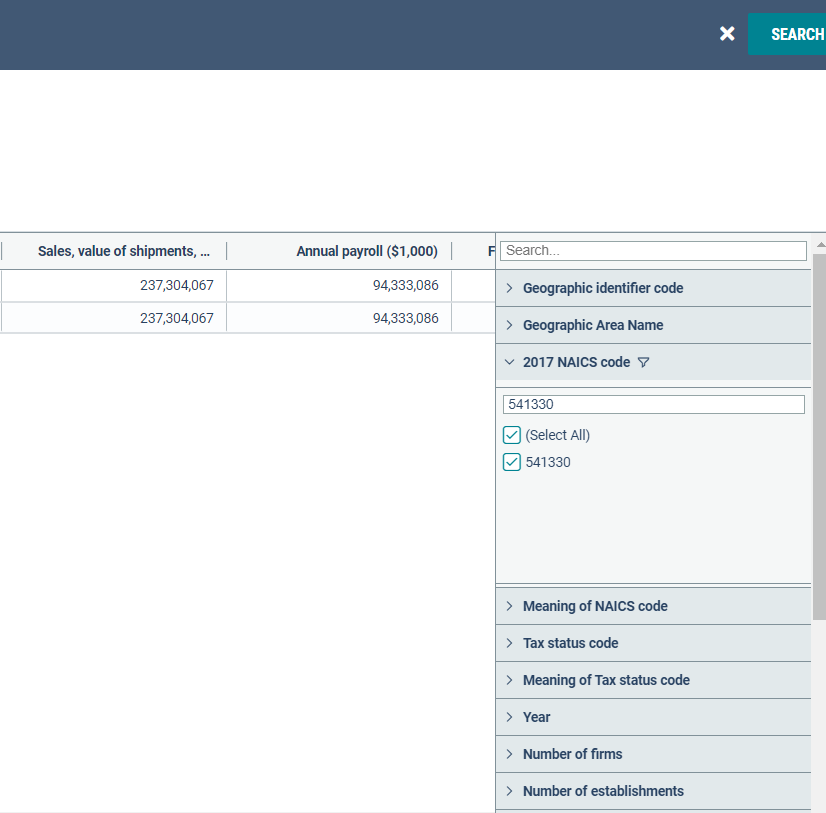 SEARCH
Sales, value of shipments, ... Annual payroll ($1,000) F
237,304,067 94,333,086
237,304,067 94,333,086
Search...
Geographic identifier code
Geographic Area Name
2017 NAICS code
541330
(Select All)
541330
Meaning of NAICS code
Tax status code
Meaning of Tax status code
Year
Number of firms
Number of establishments